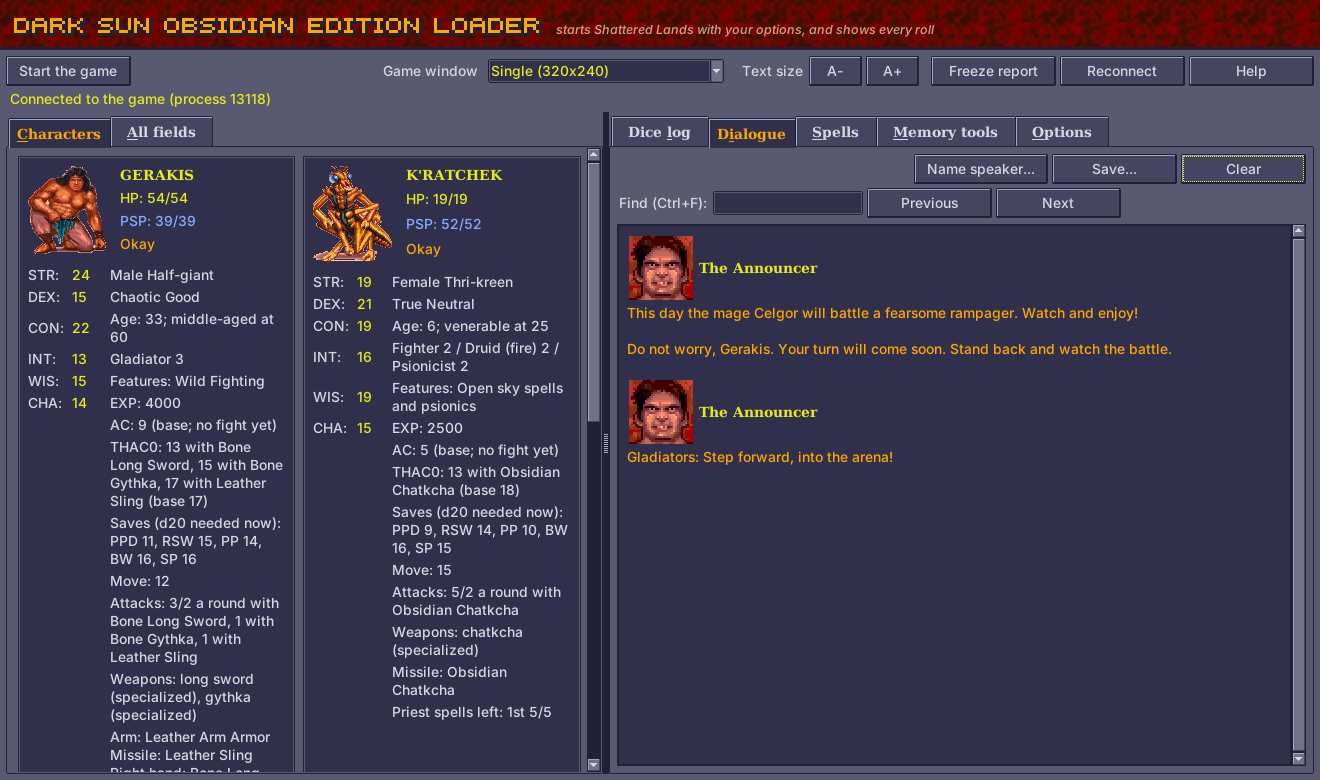 DARK SUN OBSIDIAN EDITION LOADER
starts Shattered Lands with your options, and shows every roll
Start the game
Game window
Single (320x240)
Text size
A-
A+
Freeze report
Reconnect
Help
Connected to the game (process 13118)
Characters
All fields
GERAKIS
HP: 54/54
PSP: 39/39
Okay
STR: 24
Male Half-giant
DEX: 15
Chaotic Good
CON: 22
Age: 33; middle-aged at
60
INT: 13
Gladiator 3
WIS: 15
Features: Wild Fighting
CHA: 14
EXP: 4000
AC: 9 (base; no fight yet)
THAC0: 13 with Bone
Long Sword, 15 with Bone
Gythka, 17 with Leather
Sling (base 17)
Saves (d20 needed now):
PPD 11, RSW 15, PP 14,
BW 16, SP 16
Move: 12
Attacks: 3/2 a round with
Bone Long Sword, 1 with
Bone Gythka, 1 with
Leather Sling
Weapons: long sword
(specialized), gythka
(specialized)
Arm: Leather Arm Armor
Missile: Leather Sling
Right hand: Bone Long
K'RATCHEK
HP: 19/19
PSP: 52/52
Okay
STR: 19
Female Thri-kreen
DEX: 21
True Neutral
CON: 19
Age: 6; venerable at 25
INT: 16
Fighter 2 / Druid (fire) 2 /
Psionicist 2
WIS: 19
Features: Open sky spells
and psionics
CHA: 15
EXP: 2500
AC: 5 (base; no fight yet)
THAC0: 13 with Obsidian
Chatkcha (base 18)
Saves (d20 needed now):
PPD 9, RSW 14, PP 10, BW
16, SP 15
Move: 15
Attacks: 5/2 a round with
Obsidian Chatkcha
Weapons: chatkcha
(specialized)
Missile: Obsidian
Chatkcha
Priest spells left: 1st 5/5
Dice log
Dialogue
Spells
Memory tools
Options
Name speaker...
Save...
Clear
Find (Ctrl+F):
Previous
Next
The Announcer
This day the mage Celgor will battle a fearsome rampager. Watch and enjoy!
Do not worry, Gerakis. Your turn will come soon. Stand back and watch the battle.
The Announcer
Gladiators: Step forward, into the arena!